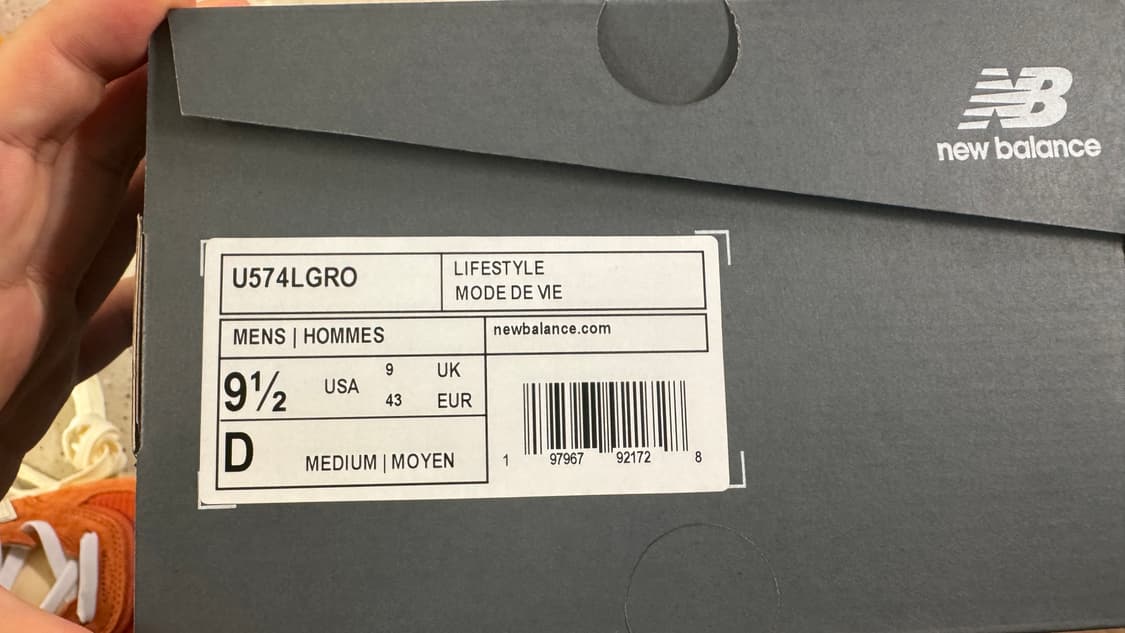 NB
new balance
U574LGRO
LIFESTYLE
MODE DE VIE
MENS | HOMMES
newbalance.com
9½ USA 9 UK
43 EUR
D MEDIUM | MOYEN
1 97967 92172 8